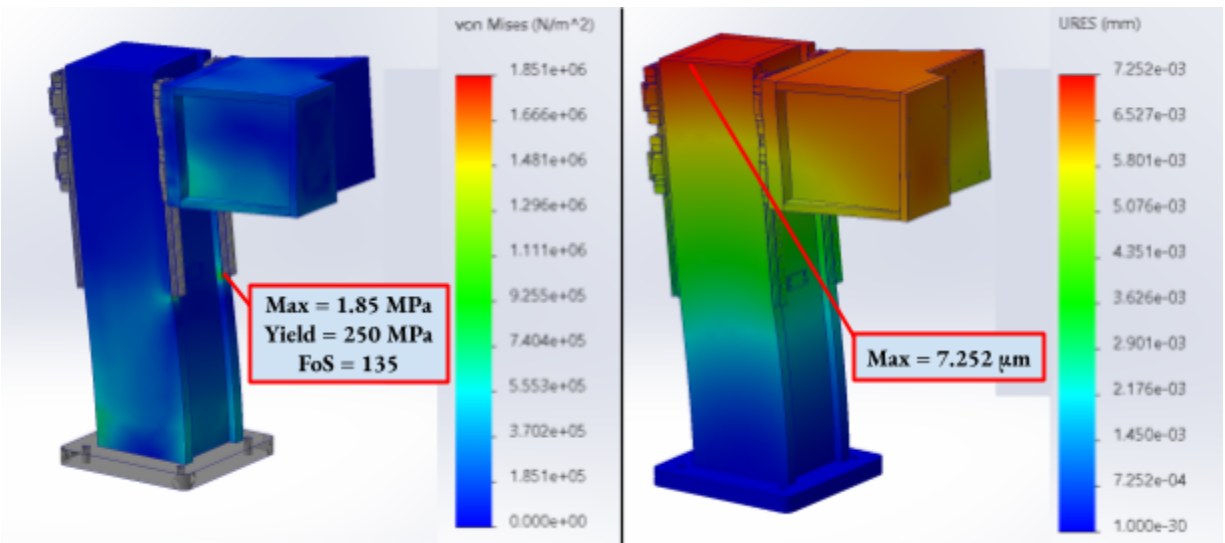 von Mises (N/m^2)
1.851e+06
1.666e+06
1.481e+06
1.296e+06
1.111e+06
9.255e+05
7.404e+05
5.553e+05
3.702e+05
1.851e+05
0.000e+00
Max = 1.85 MPa
Yield = 250 MPa
FoS = 135
URES (mm)
7.252e-03
6.527e-03
5.801e-03
5.076e-03
4.351e-03
3.626e-03
2.901e-03
2.176e-03
1.450e-03
7.252e-04
1.000e-30
Max = 7.252 μm